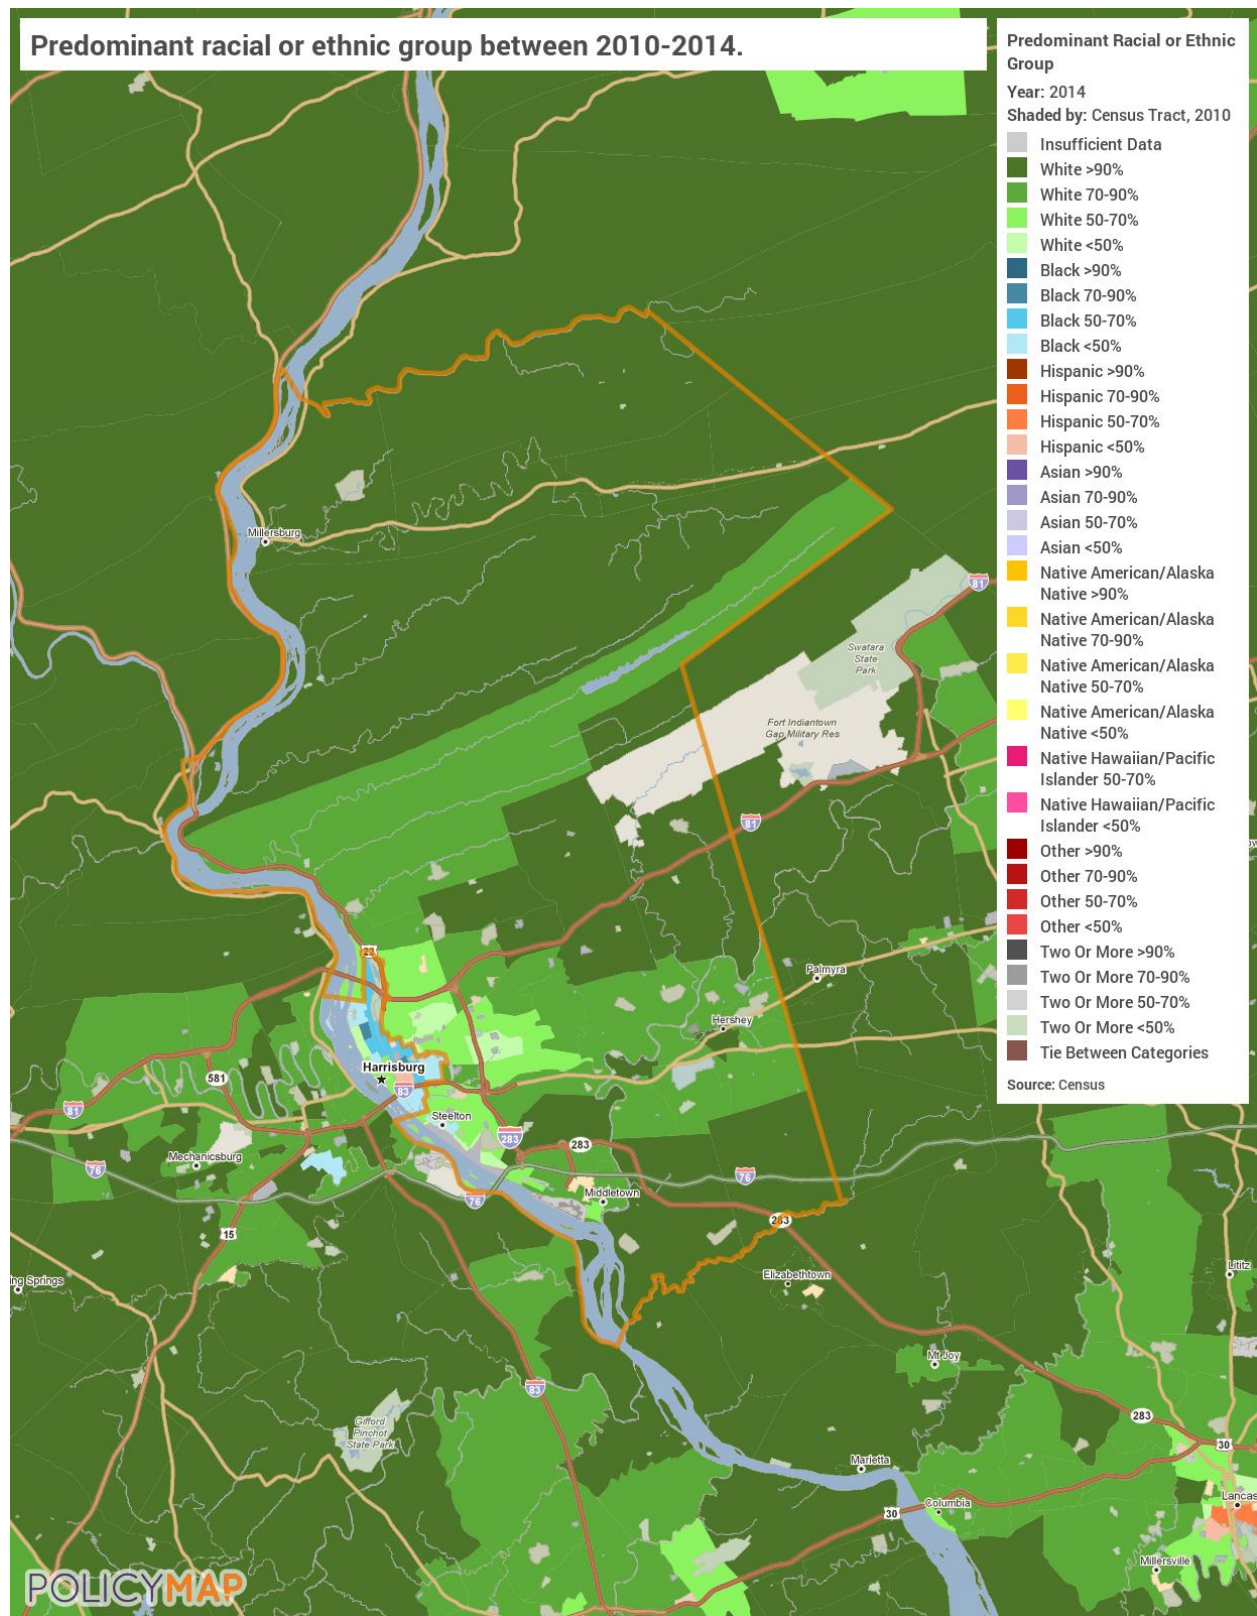 Predominant racial or ethnic group between 2010-2014.
Predominant Racial or Ethnic
Group
Year: 2014
Shaded by: Census Tract, 2010
Insufficient Data
White >90%
White 70-90%
White 50-70%
White <50%
Black >90%
Black 70-90%
Black 50-70%
Black <50%
Hispanic >90%
Hispanic 70-90%
Hispanic 50-70%
Hispanic <50%
Asian >90%
Asian 70-90%
Asian 50-70%
Asian <50%
Native American/Alaska
Native >90%
Native American/Alaska
Native 70-90%
Native American/Alaska
Native 50-70%
Native American/Alaska
Native <50%
Native Hawaiian/Pacific
Islander 50-70%
Native Hawaiian/Pacific
Islander <50%
Other >90%
Other 70-90%
Other 50-70%
Other <50%
Two Or More >90%
Two Or More 70-90%
Two Or More 50-70%
Two Or More <50%
Tie Between Categories
Source: Census
Millersburg
81
Swatara
State
Park
Fort Indiantown
Gap Military Res
81
22
Palmyra
Hershey
Harrisburg
83
581
81
Steelton
283
283
Mechanicsburg
76
76
76
Middletown
283
15
Elizabethtown
ing Springs
Lititz
Mt Joy
83
Gifford
Pinchot
State Park
283
30
Marietta
30
Columbia
Lancas
Millersville
POLICYMAP